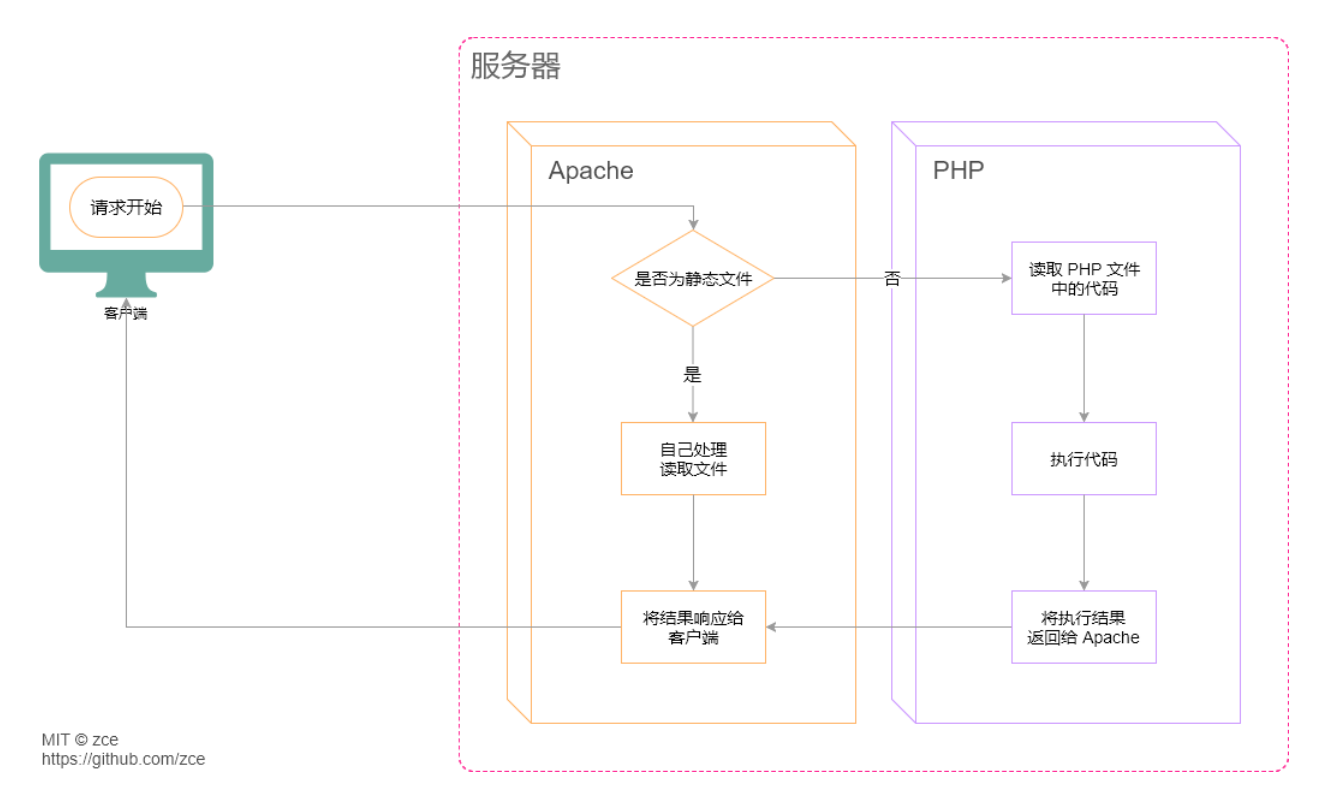 服务器
Apache
PHP
请求开始
客户端
是否为静态文件
否
读取 PHP 文件
中的代码
是
自己处理
读取文件
执行代码
将结果响应给
客户端
将执行结果
返回给 Apache
MIT © zce
https://github.com/zce